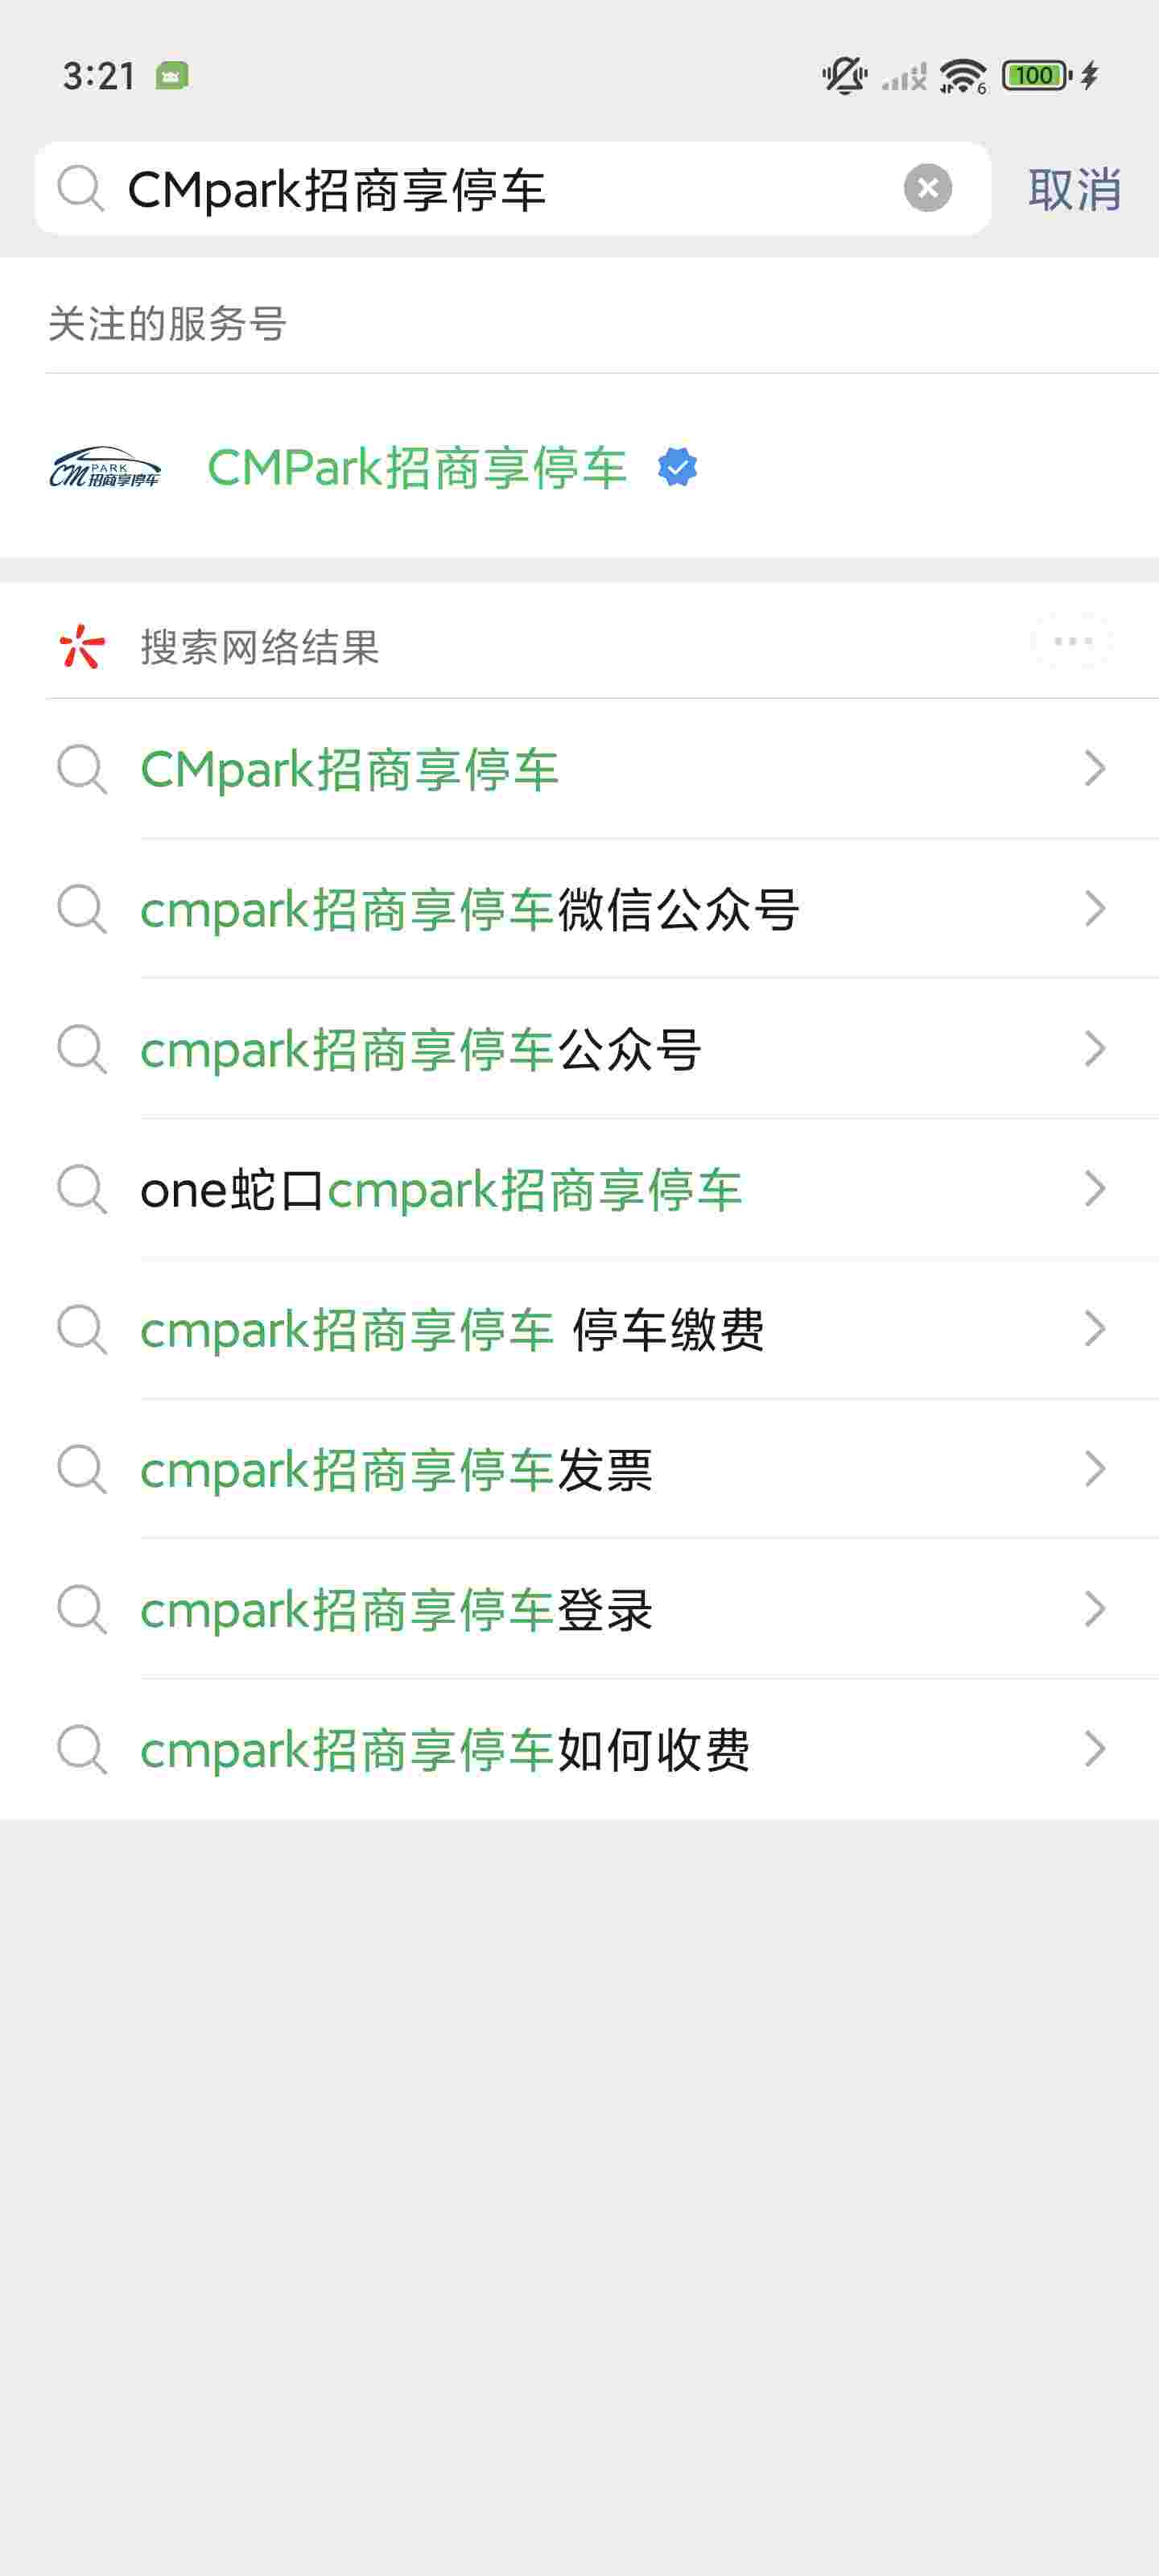 3:21
6
100
CMpark招商享停车
取消
关注的服务号
CM PARK 招商享停车
CMPark招商享停车
搜索网络结果
CMpark招商享停车
cmpark招商享停车微信公众号
cmpark招商享停车公众号
one蛇口cmpark招商享停车
cmpark招商享停车 停车缴费
cmpark招商享停车发票
cmpark招商享停车登录
cmpark招商享停车如何收费